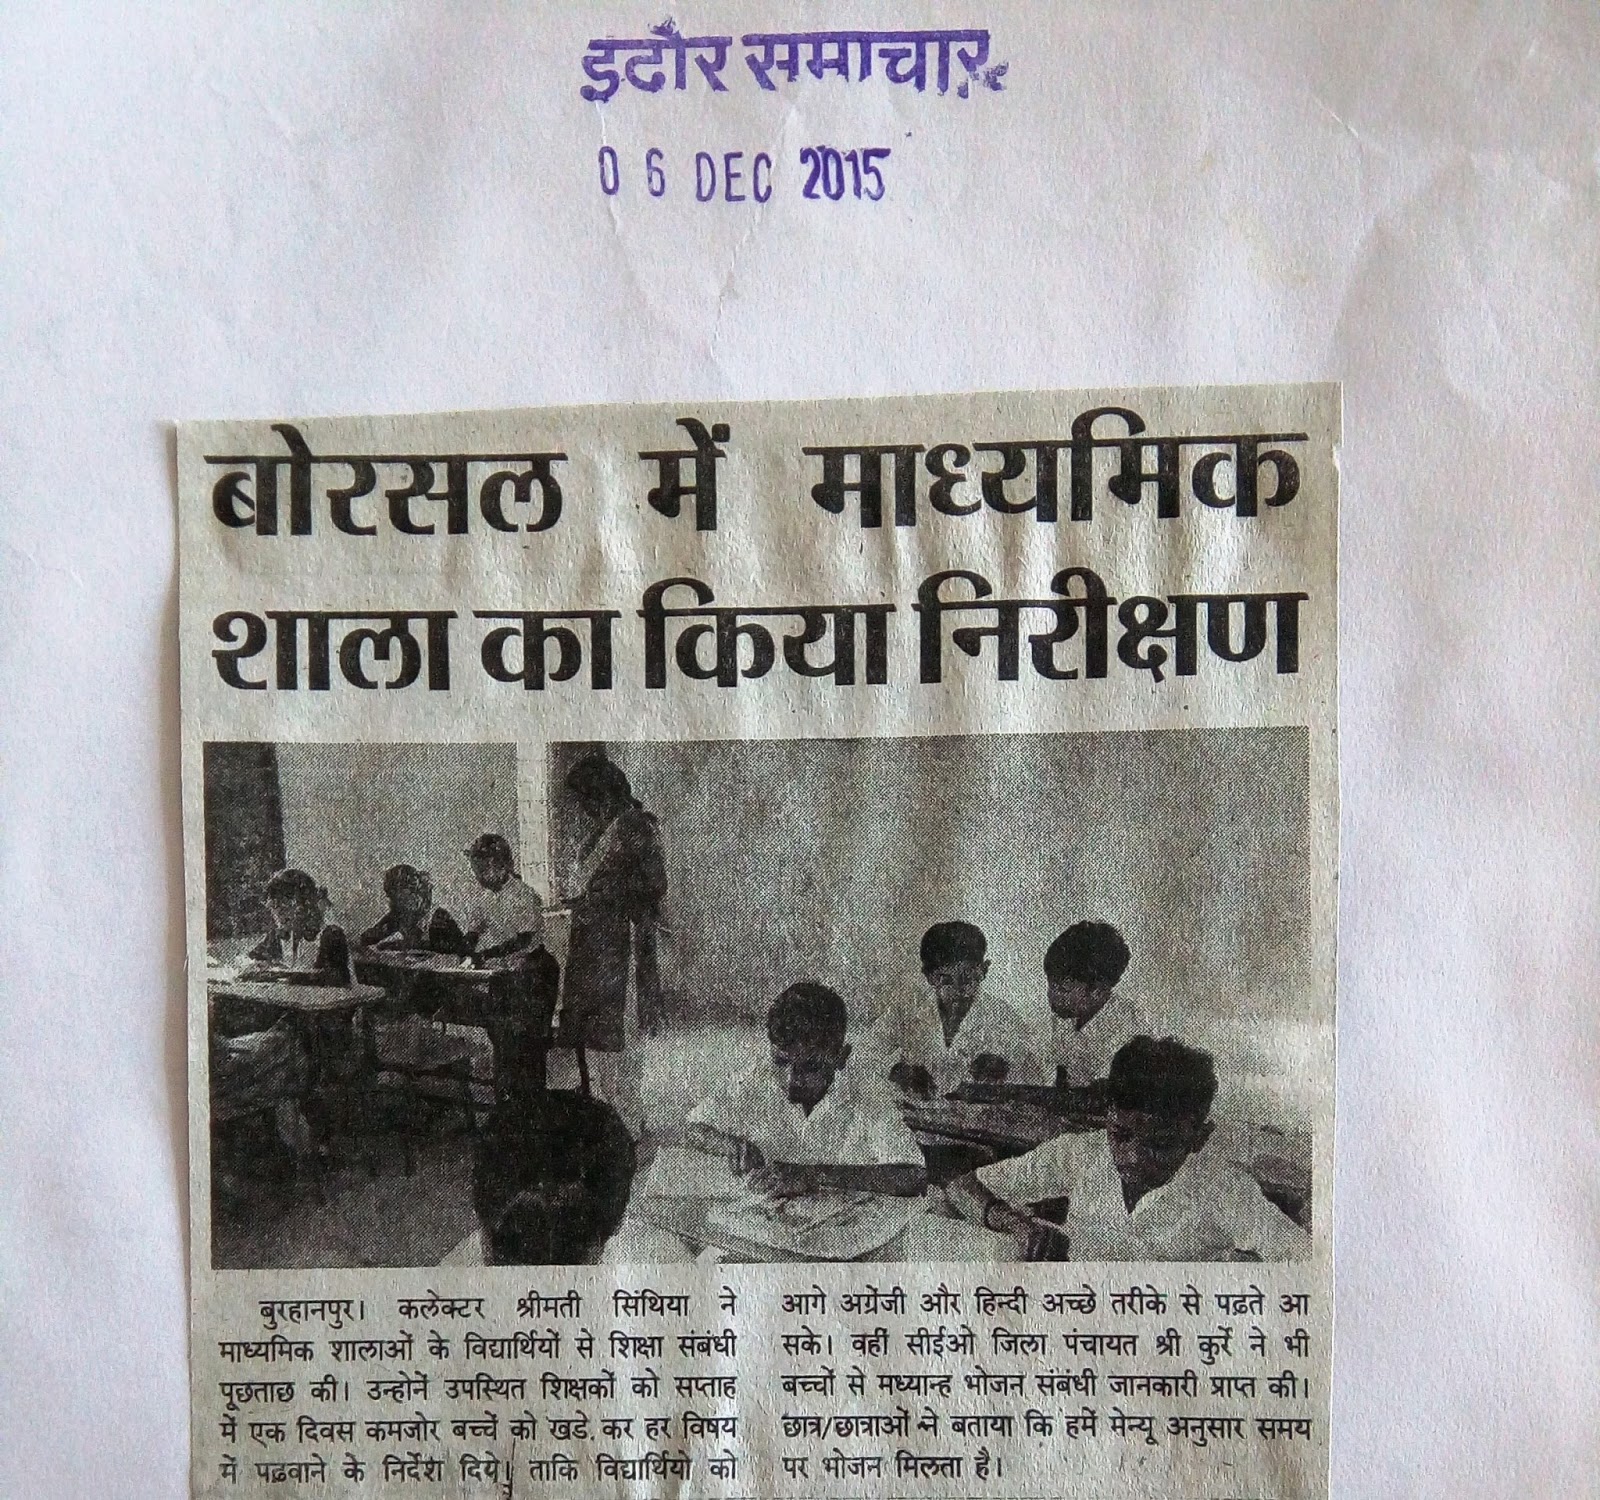 इदौर समाचार
06 DEC 2015
बोरसल में माध्यमिक
शाला का किया निरीक्षण
बुरहानपुर। कलेक्टर श्रीमती सिंथिया ने
माध्यमिक शालाओं के विद्यार्थियों से शिक्षा संबंधी
पूछताछ की। उन्होनें उपस्थित शिक्षकों को सप्ताह
में एक दिवस कमजोर बच्चें को खडे. कर हर विषय
में पढ़वाने के निर्देश दिये। ताकि विद्यार्थियो को
आगे अग्रेंजी और हिन्दी अच्छे तरीके से पढ़ते आ
सके। वहीं सीईओ जिला पंचायत श्री कुर्रे ने भी
बच्चों से मध्यान्ह भोजन संबंधी जानकारी प्राप्त की।
छात्र/छात्राओं ने बताया कि हमें मेन्यू अनुसार समय
पर भोजन मिलता है।